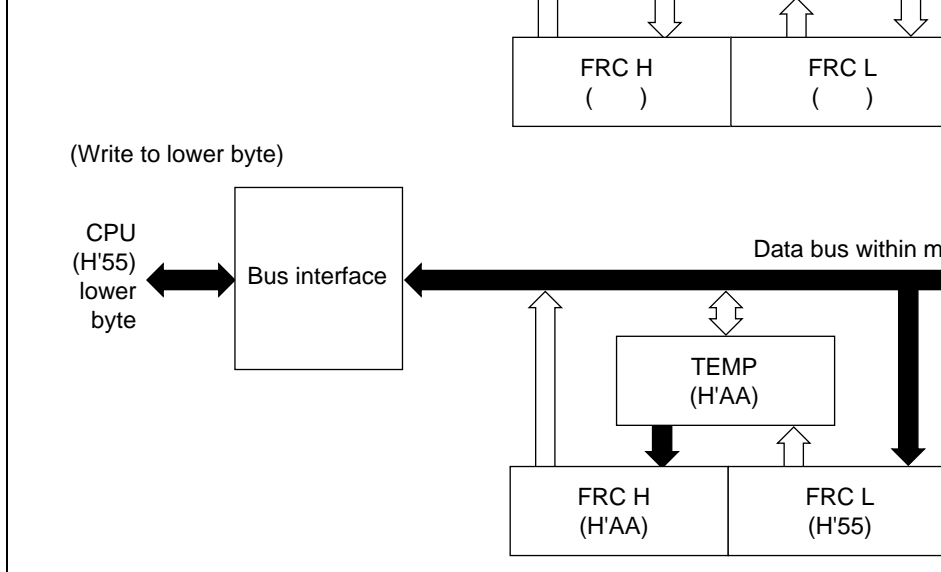 FRC H
(    )
FRC L
(    )
(Write to lower byte)
CPU
(H'55)
lower
byte
Bus interface
Data bus within m
TEMP
(H'AA)
FRC H
(H'AA)
FRC L
(H'55)